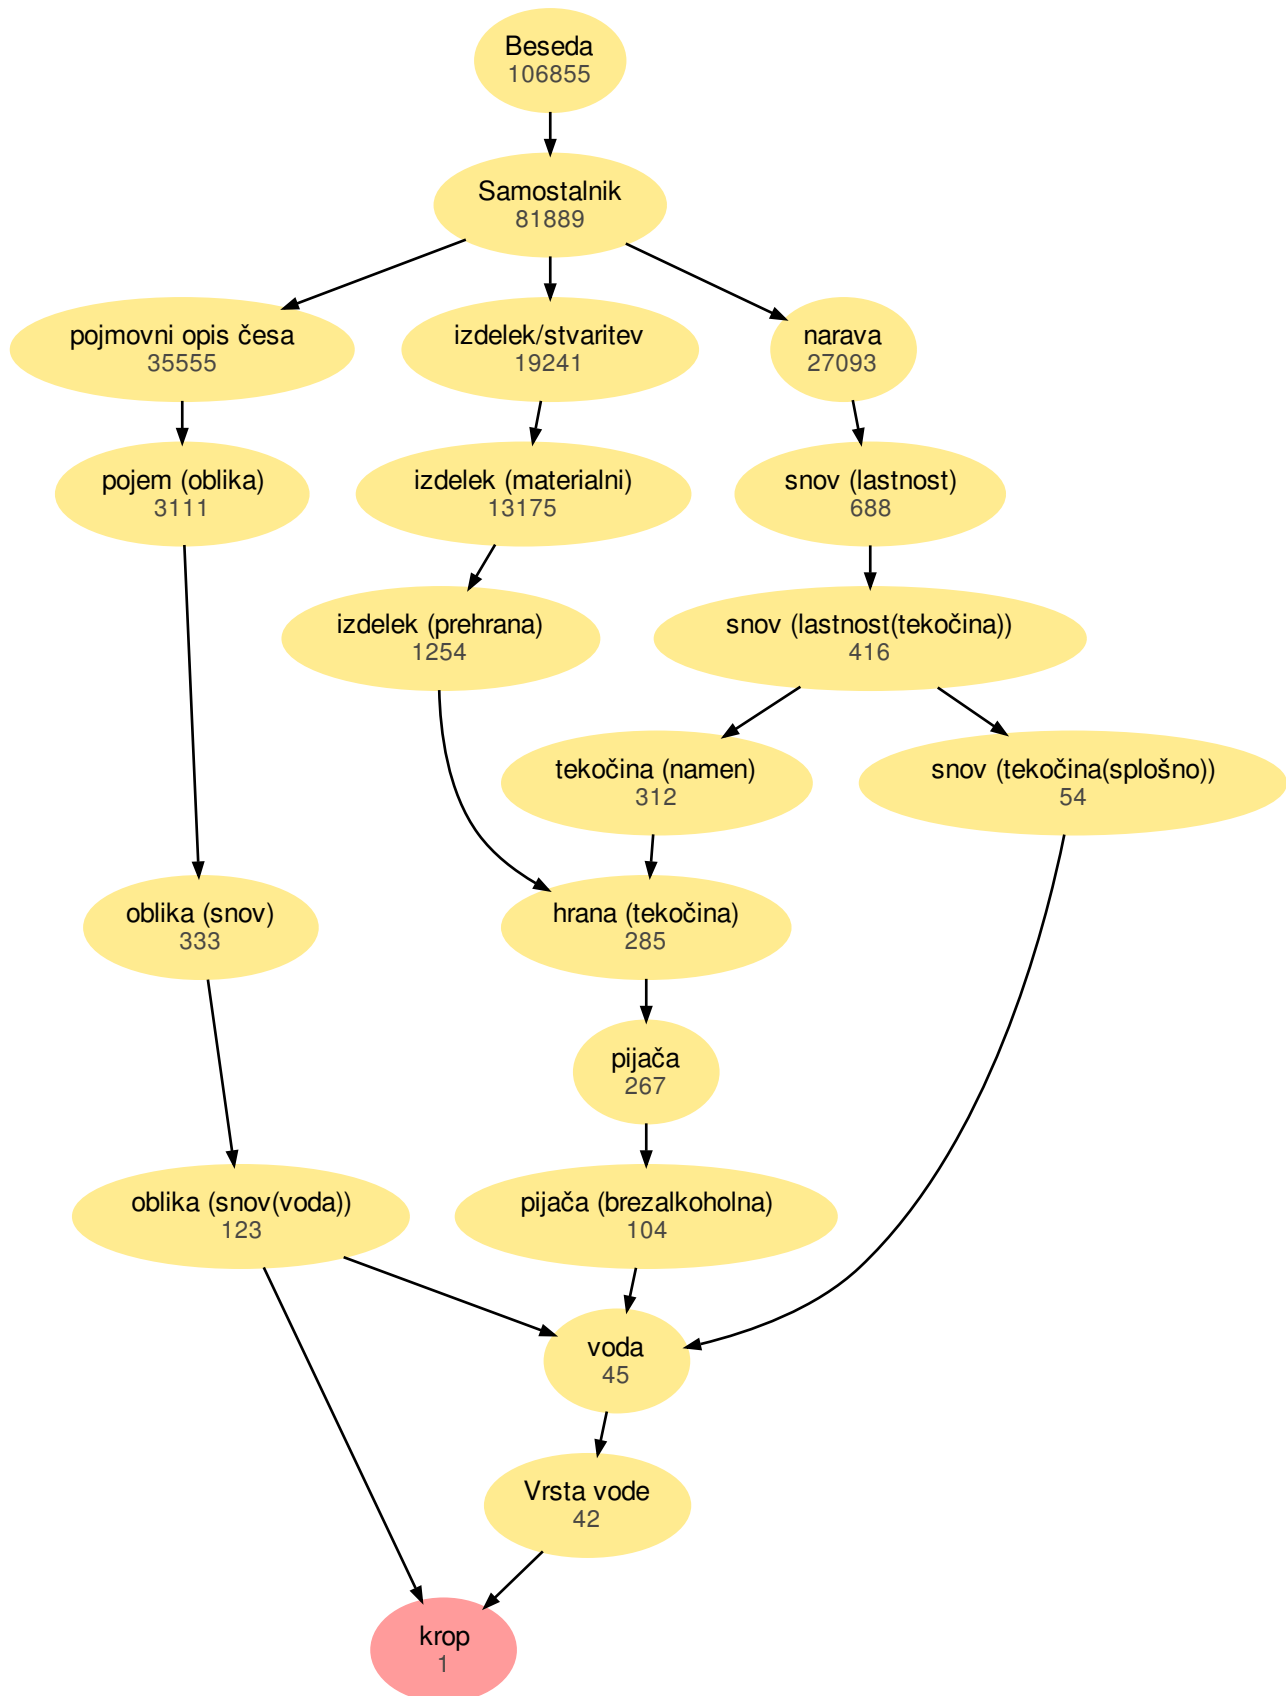 Beseda
106855
Samostalnik
81889
pojmovni opis česa
35555
izdelek/stvaritev
19241
narava
27093
pojem (oblika)
3111
izdelek (materialni)
13175
snov (lastnost)
688
izdelek (prehrana)
1254
snov (lastnost(tekočina))
416
tekočina (namen)
312
snov (tekočina(splošno))
54
oblika (snov)
333
hrana (tekočina)
285
pijača
267
oblika (snov(voda))
123
pijača (brezalkoholna)
104
voda
45
Vrsta vode
42
krop
1